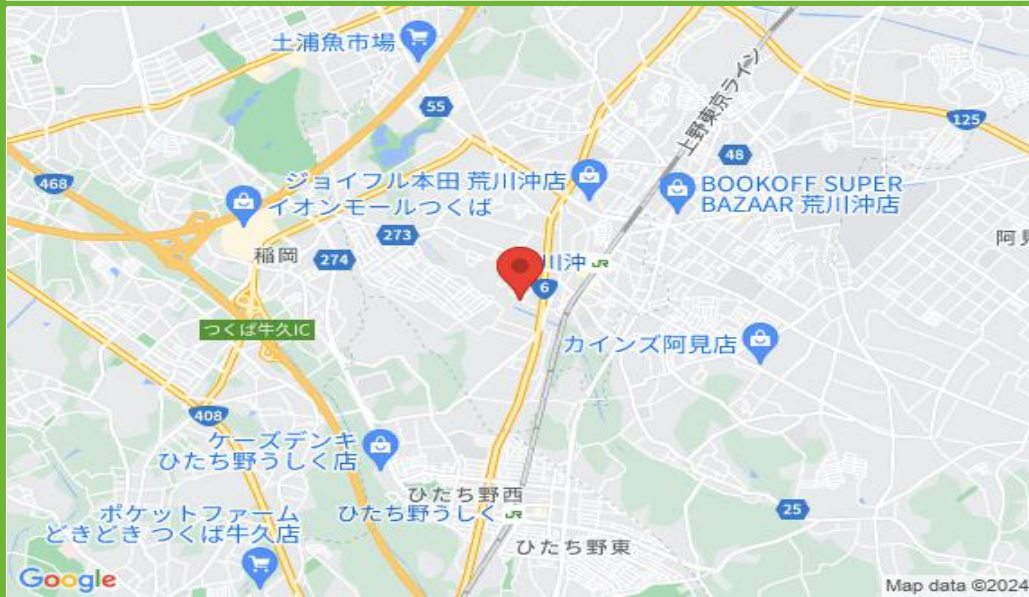 土浦魚市場
55
上野東京ライン
125
48
468
ジョイフル本田 荒川沖店
BOOKOFF SUPER
BAZAAR 荒川沖店
イオンモールつくば
273
阿見
稲岡
274
川沖 JR
6
つくば牛久IC
カインズ阿見店
408
ケーズデンキ
ひたち野うしく店
ひたち野西
ひたち野うしく JR
25
ポケットファーム
どきどき つくば牛久店
ひたち野東
Google
Map data ©2024